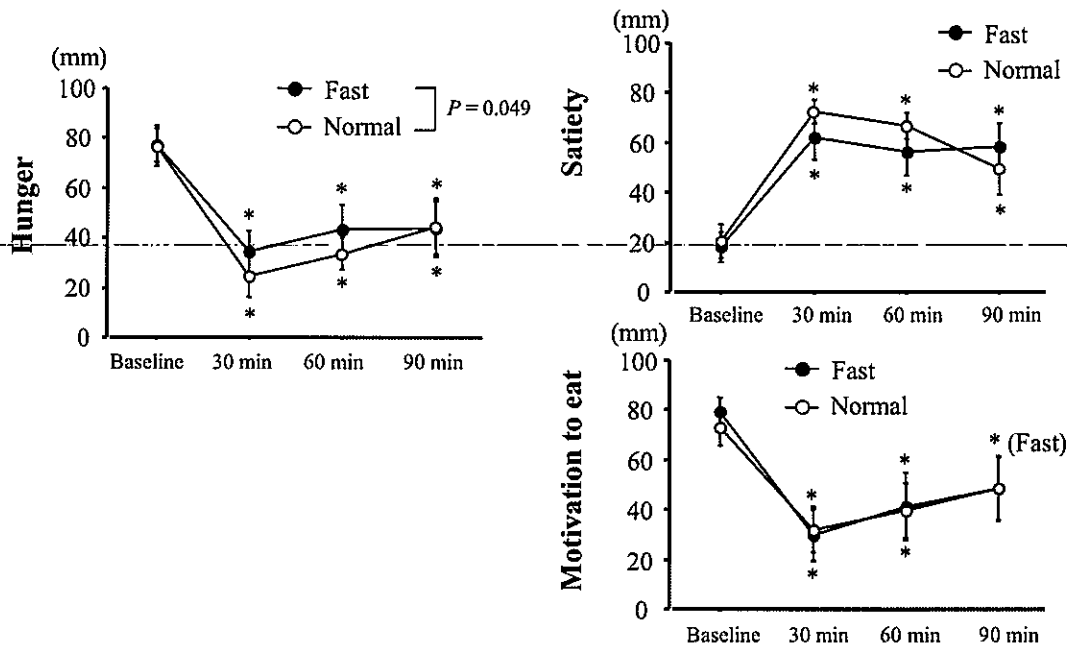 (mm)
Hunger
100
80
60
40
20
0
Fast
Normal
P = 0.049
* * *
* * *
Baseline 30 min 60 min 90 min
(mm)
Satiety
100
80
60
40
20
0
Fast
Normal
* * *
* * *
Baseline 30 min 60 min 90 min
(mm)
Motivation to eat
100
80
60
40
20
0
Fast
Normal
* * * (Fast)
* *
Baseline 30 min 60 min 90 min